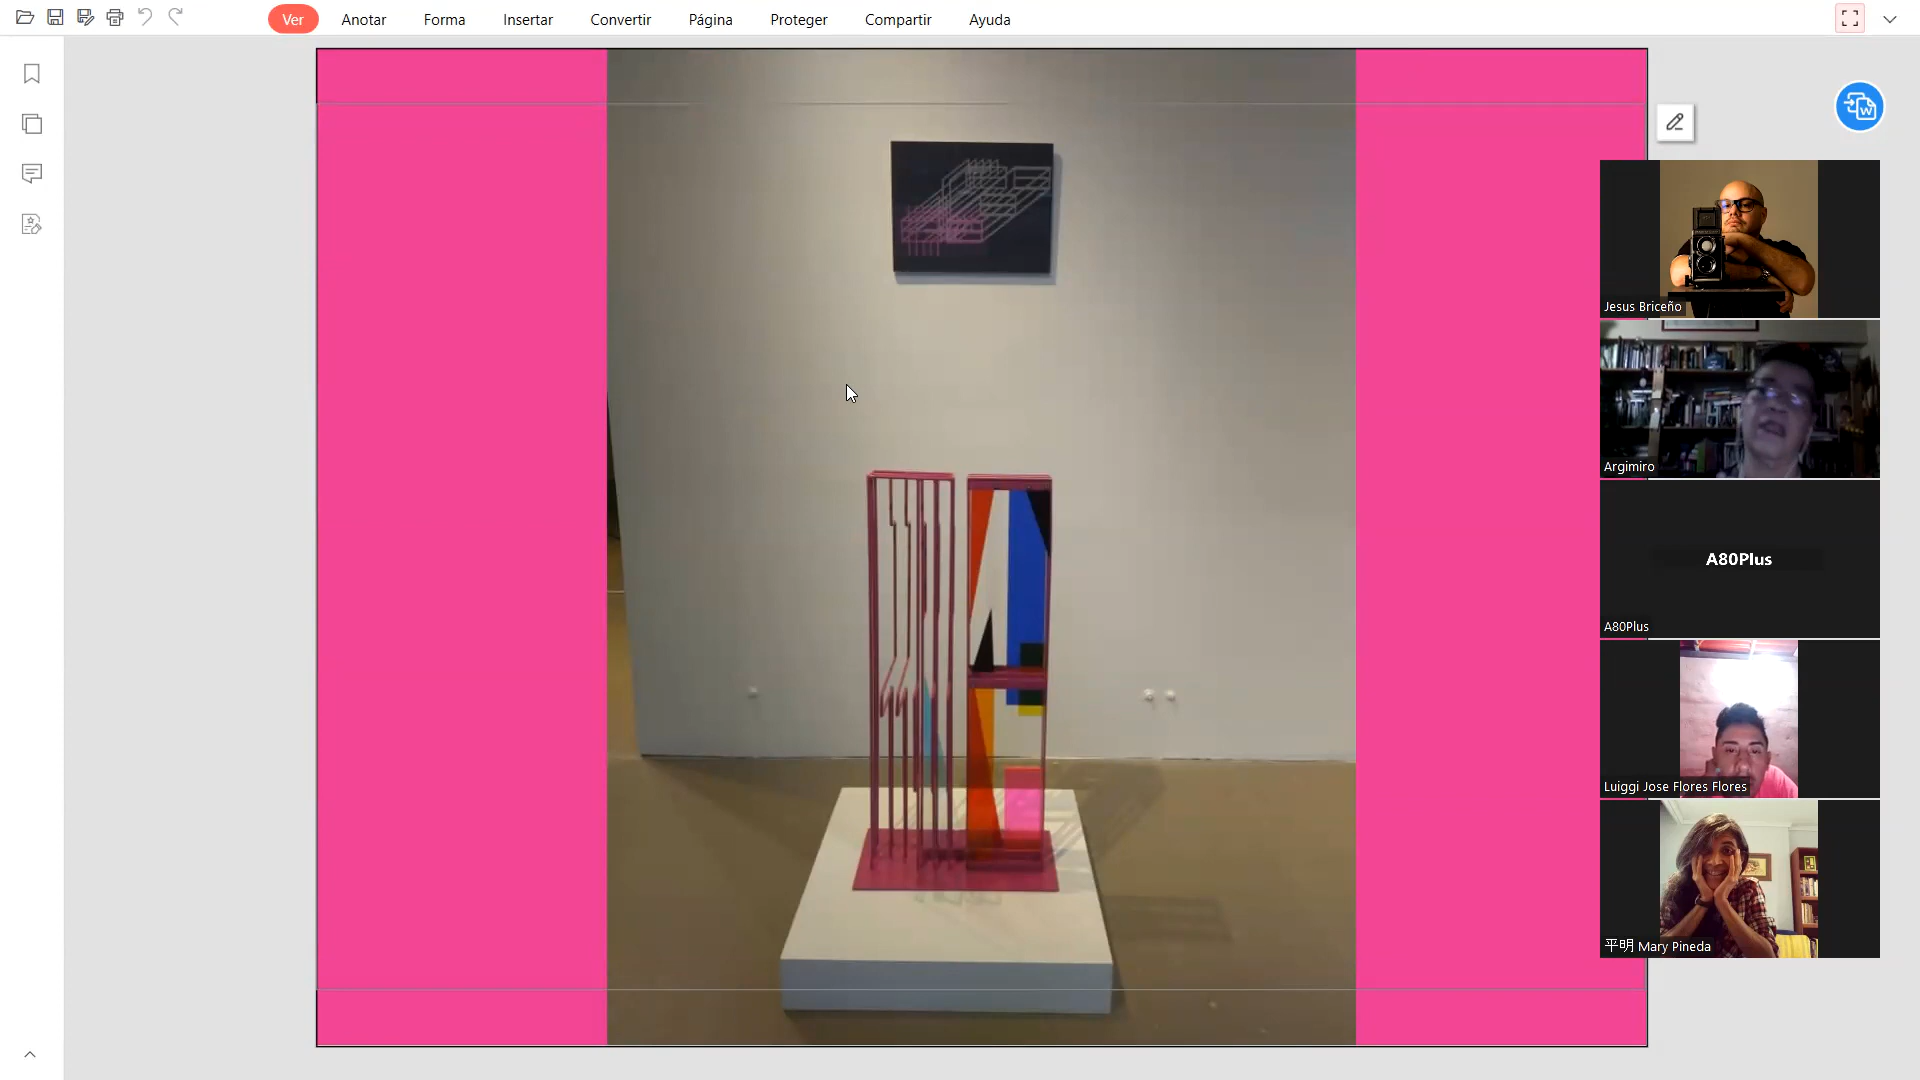 Ver Anotar Forma Insertar Convertir Página Proteger Compartir Ayuda
W
Jesus Briceño
Argimiro
A80Plus
A80Plus
Luiggi Jose Flores Flores
平明 Mary Pineda